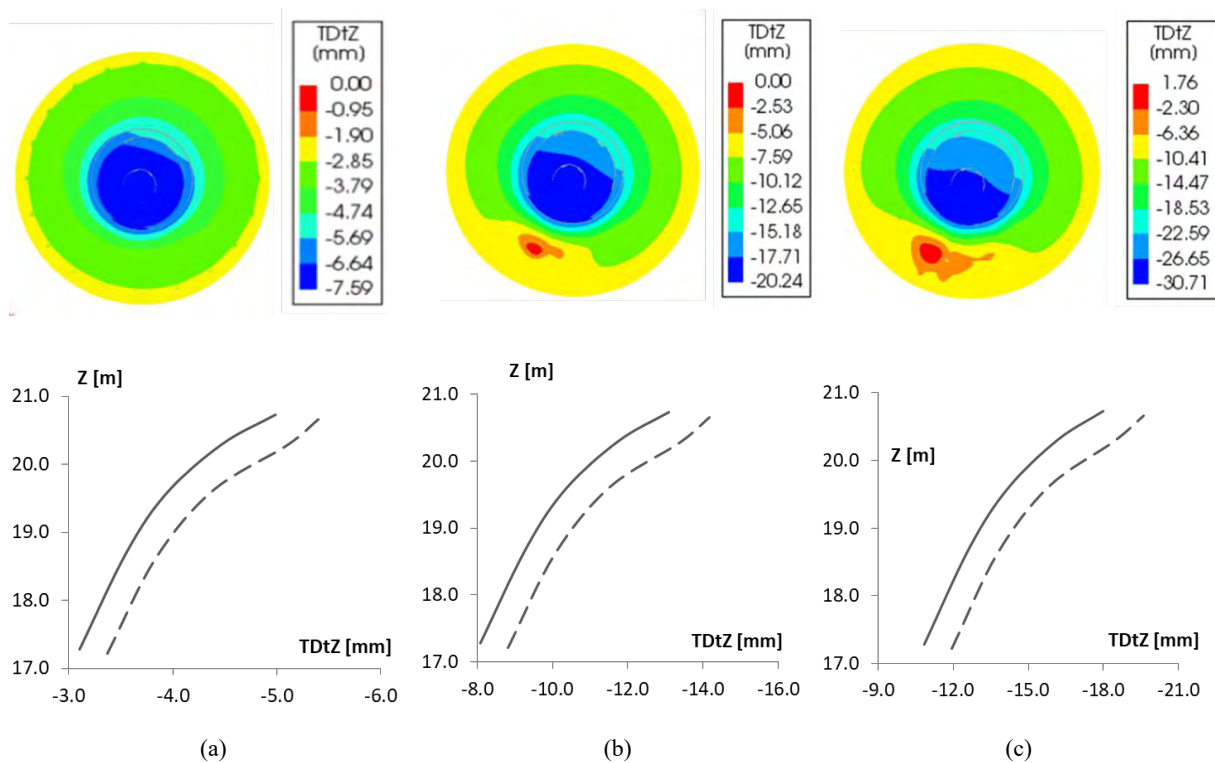 TDtZ
(mm)
0.00
-0.95
-1.90
-2.85
-3.79
-4.74
-5.69
-6.64
-7.59
TDtZ
(mm)
0.00
-2.53
-5.06
-7.59
-10.12
-12.65
-15.18
-17.71
-20.24
TDtZ
(mm)
1.76
-2.30
-6.36
-10.41
-14.47
-18.53
-22.59
-26.65
-30.71
Z [m]
21.0
20.0
19.0
18.0
17.0
TDtZ [mm]
-3.0 -4.0 -5.0 -6.0
Z [m]
21.0
20.0
19.0
18.0
17.0
TDtZ [mm]
-8.0 -10.0 -12.0 -14.0 -16.0
21.0
Z [m]
20.0
19.0
18.0
17.0
TDtZ [mm]
-9.0 -12.0 -15.0 -18.0 -21.0
(a) (b) (c)